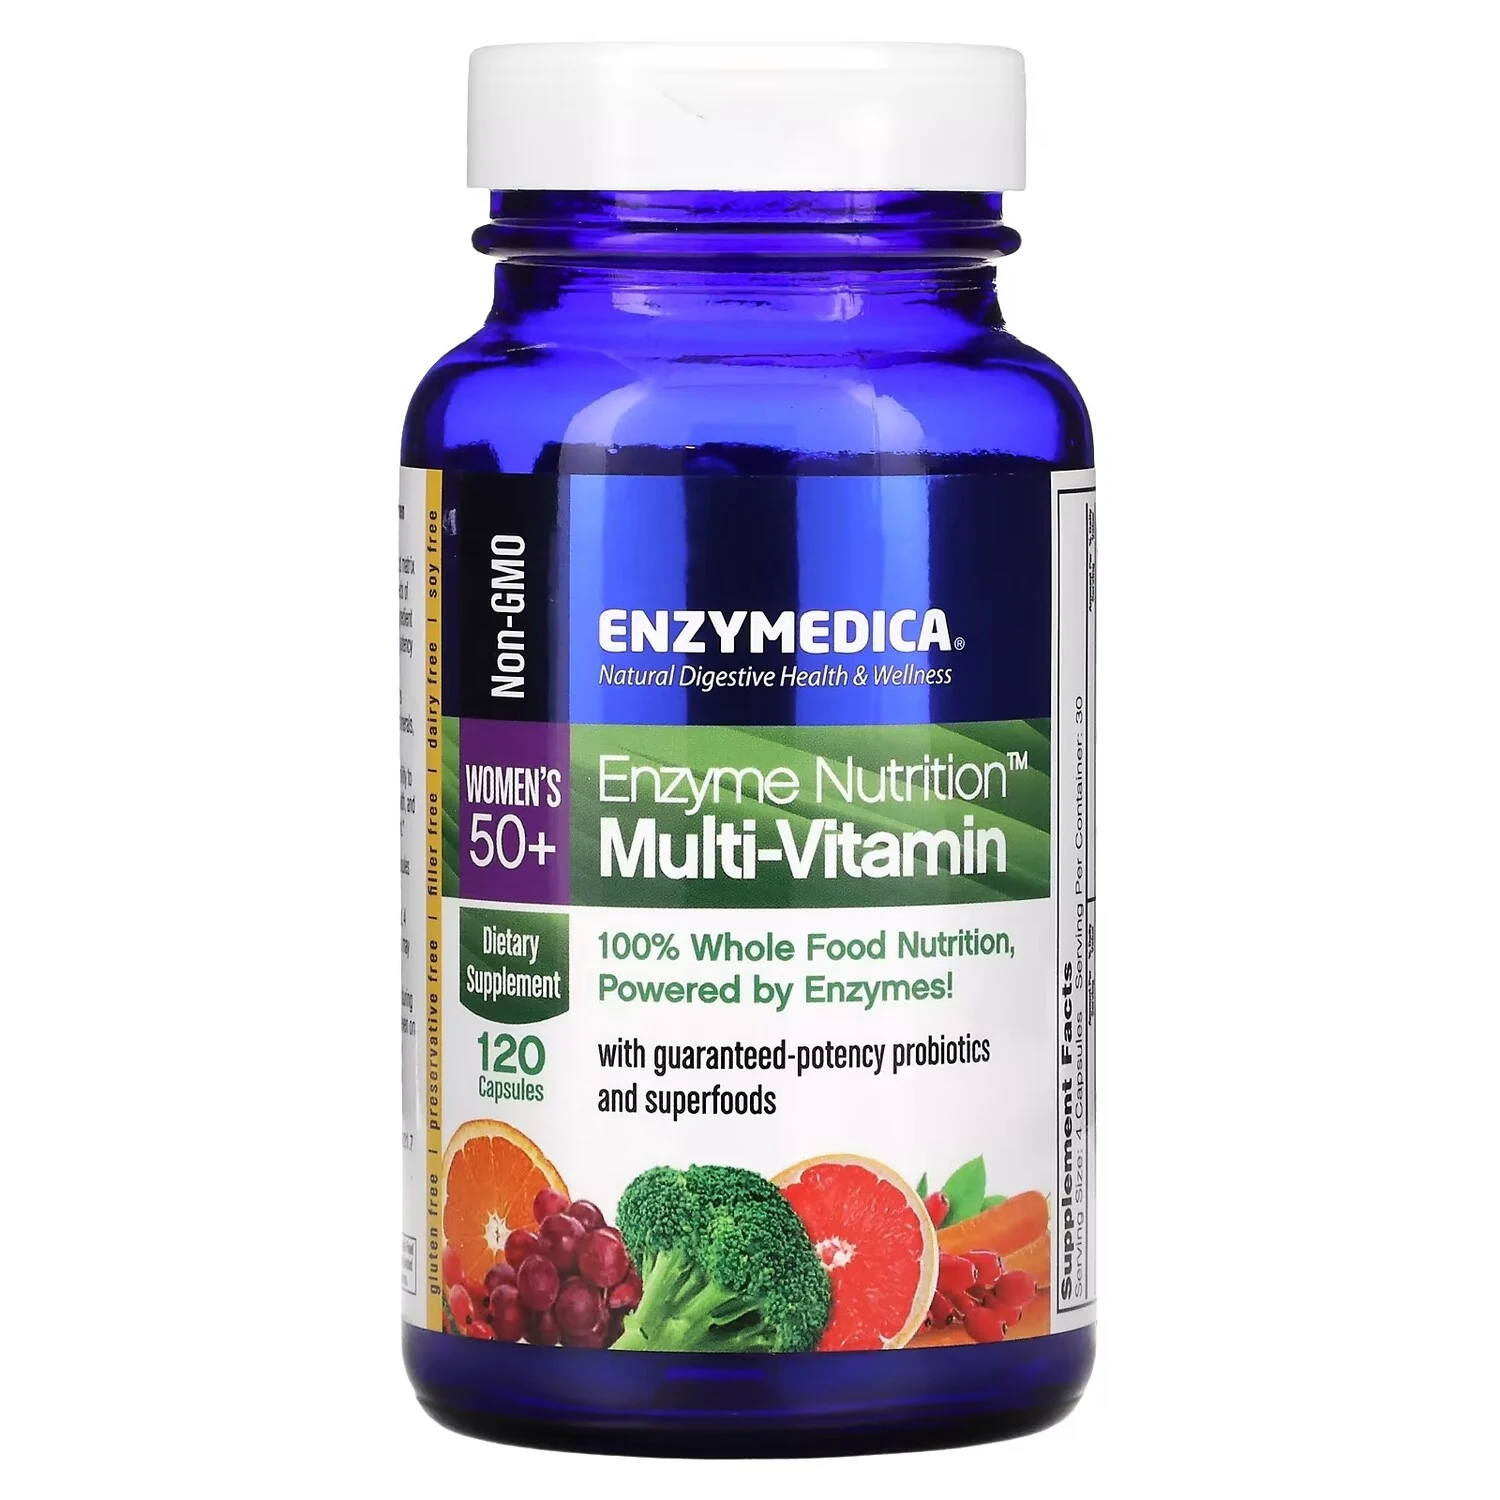 Non-GMO
ENZYMEDICA®
Natural Digestive Health & Wellness
WOMEN'S
50+
Enzyme Nutrition™
Multi-Vitamin
Dietary
Supplement
120
Capsules
100% Whole Food Nutrition,
Powered by Enzymes!
with guaranteed-potency probiotics
and superfoods
gluten free | preservative free | filler free | dairy free | soy free
Supplement Facts
Serving Size: 4 Capsules Serving Per Container: 30